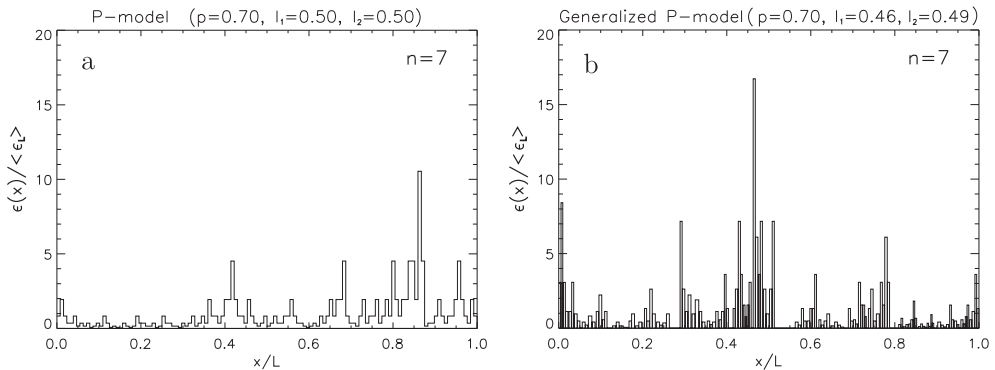 P-model (p=0.70, l₁=0.50, l₂=0.50)
a
n=7
20
15
10
5
0
ϵ(x)/<ϵL>
0.0 0.2 0.4 0.6 0.8 1.0
x/L
Generalized P-model(p=0.70, l₁=0.46, l₂=0.49)
b
n=7
20
15
10
5
0
ϵ(x)/<ϵL>
0.0 0.2 0.4 0.6 0.8 1.0
x/L